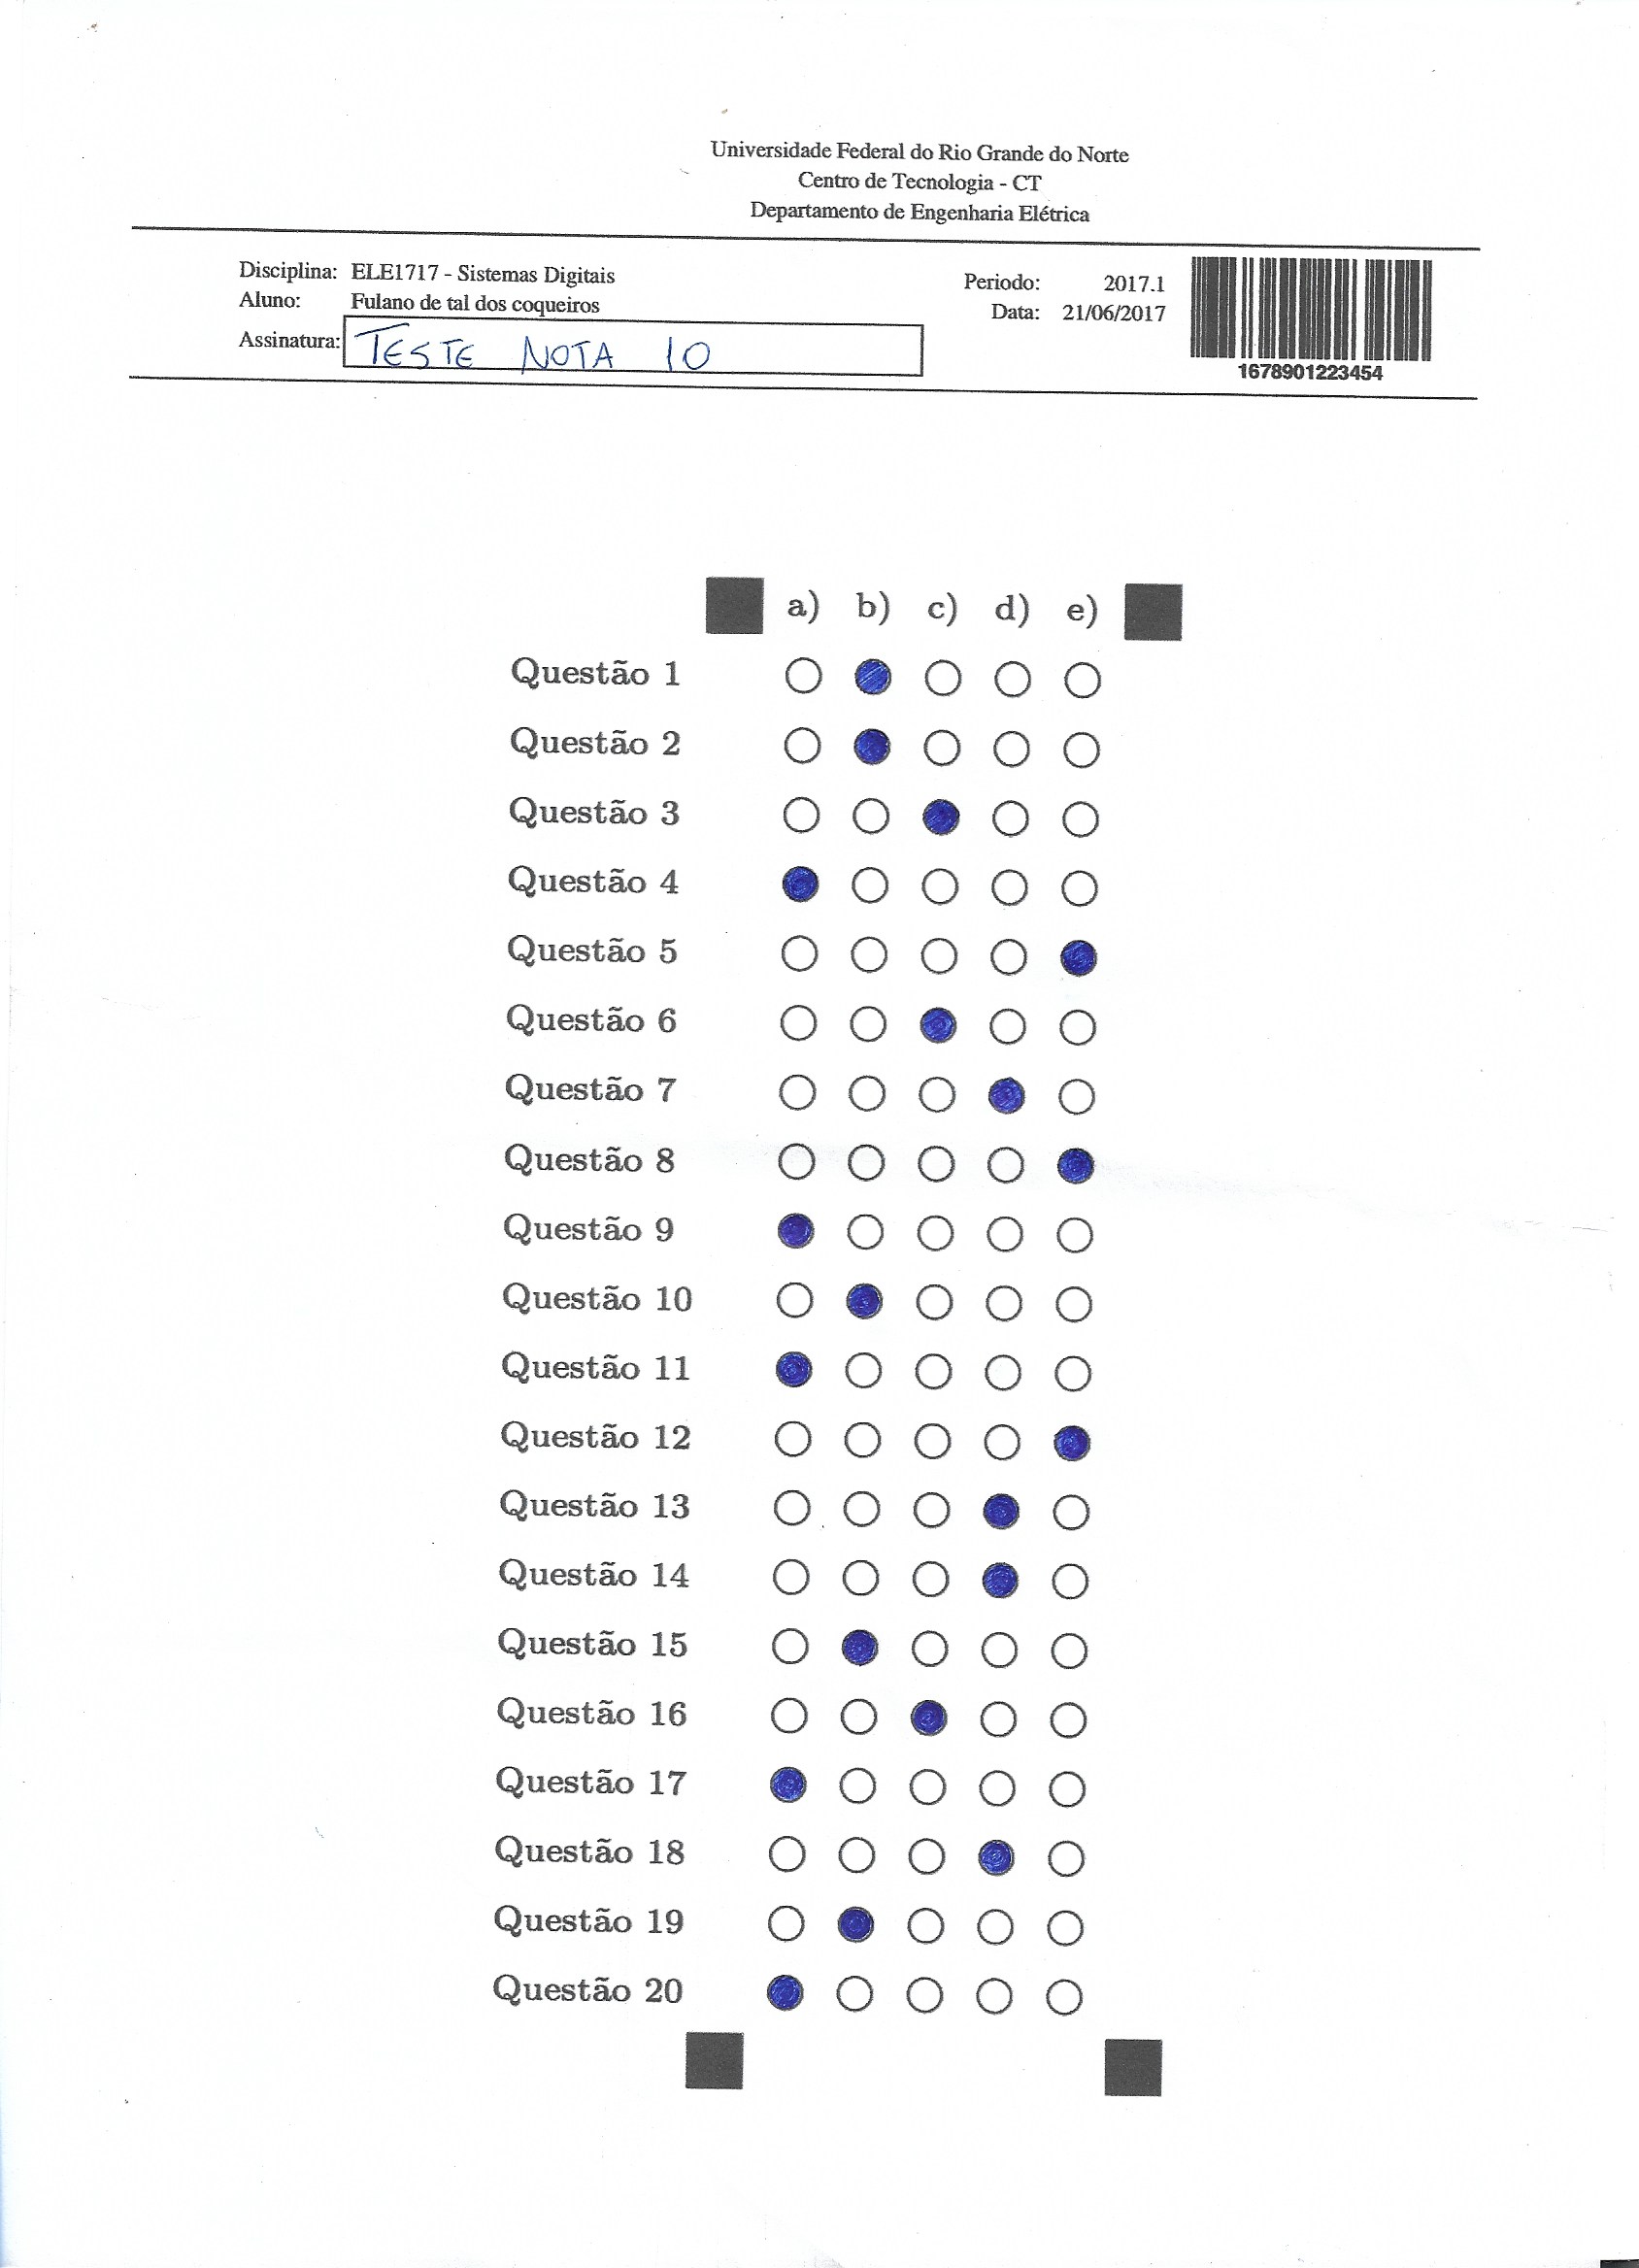 Universidade Federal do Rio Grande do Norte
Centro de Tecnologia - CT
Departamento de Engenharia Elétrica
Disciplina: ELE1717 - Sistemas Digitais
Aluno: Fulano de tal dos coqueiros
Assinatura: TESTE NOTA 10
Periodo: 2017.1
Data: 21/06/2017
1678901223454
a) b) c) d) e)
Questão 1
Questão 2
Questão 3
Questão 4
Questão 5
Questão 6
Questão 7
Questão 8
Questão 9
Questão 10
Questão 11
Questão 12
Questão 13
Questão 14
Questão 15
Questão 16
Questão 17
Questão 18
Questão 19
Questão 20